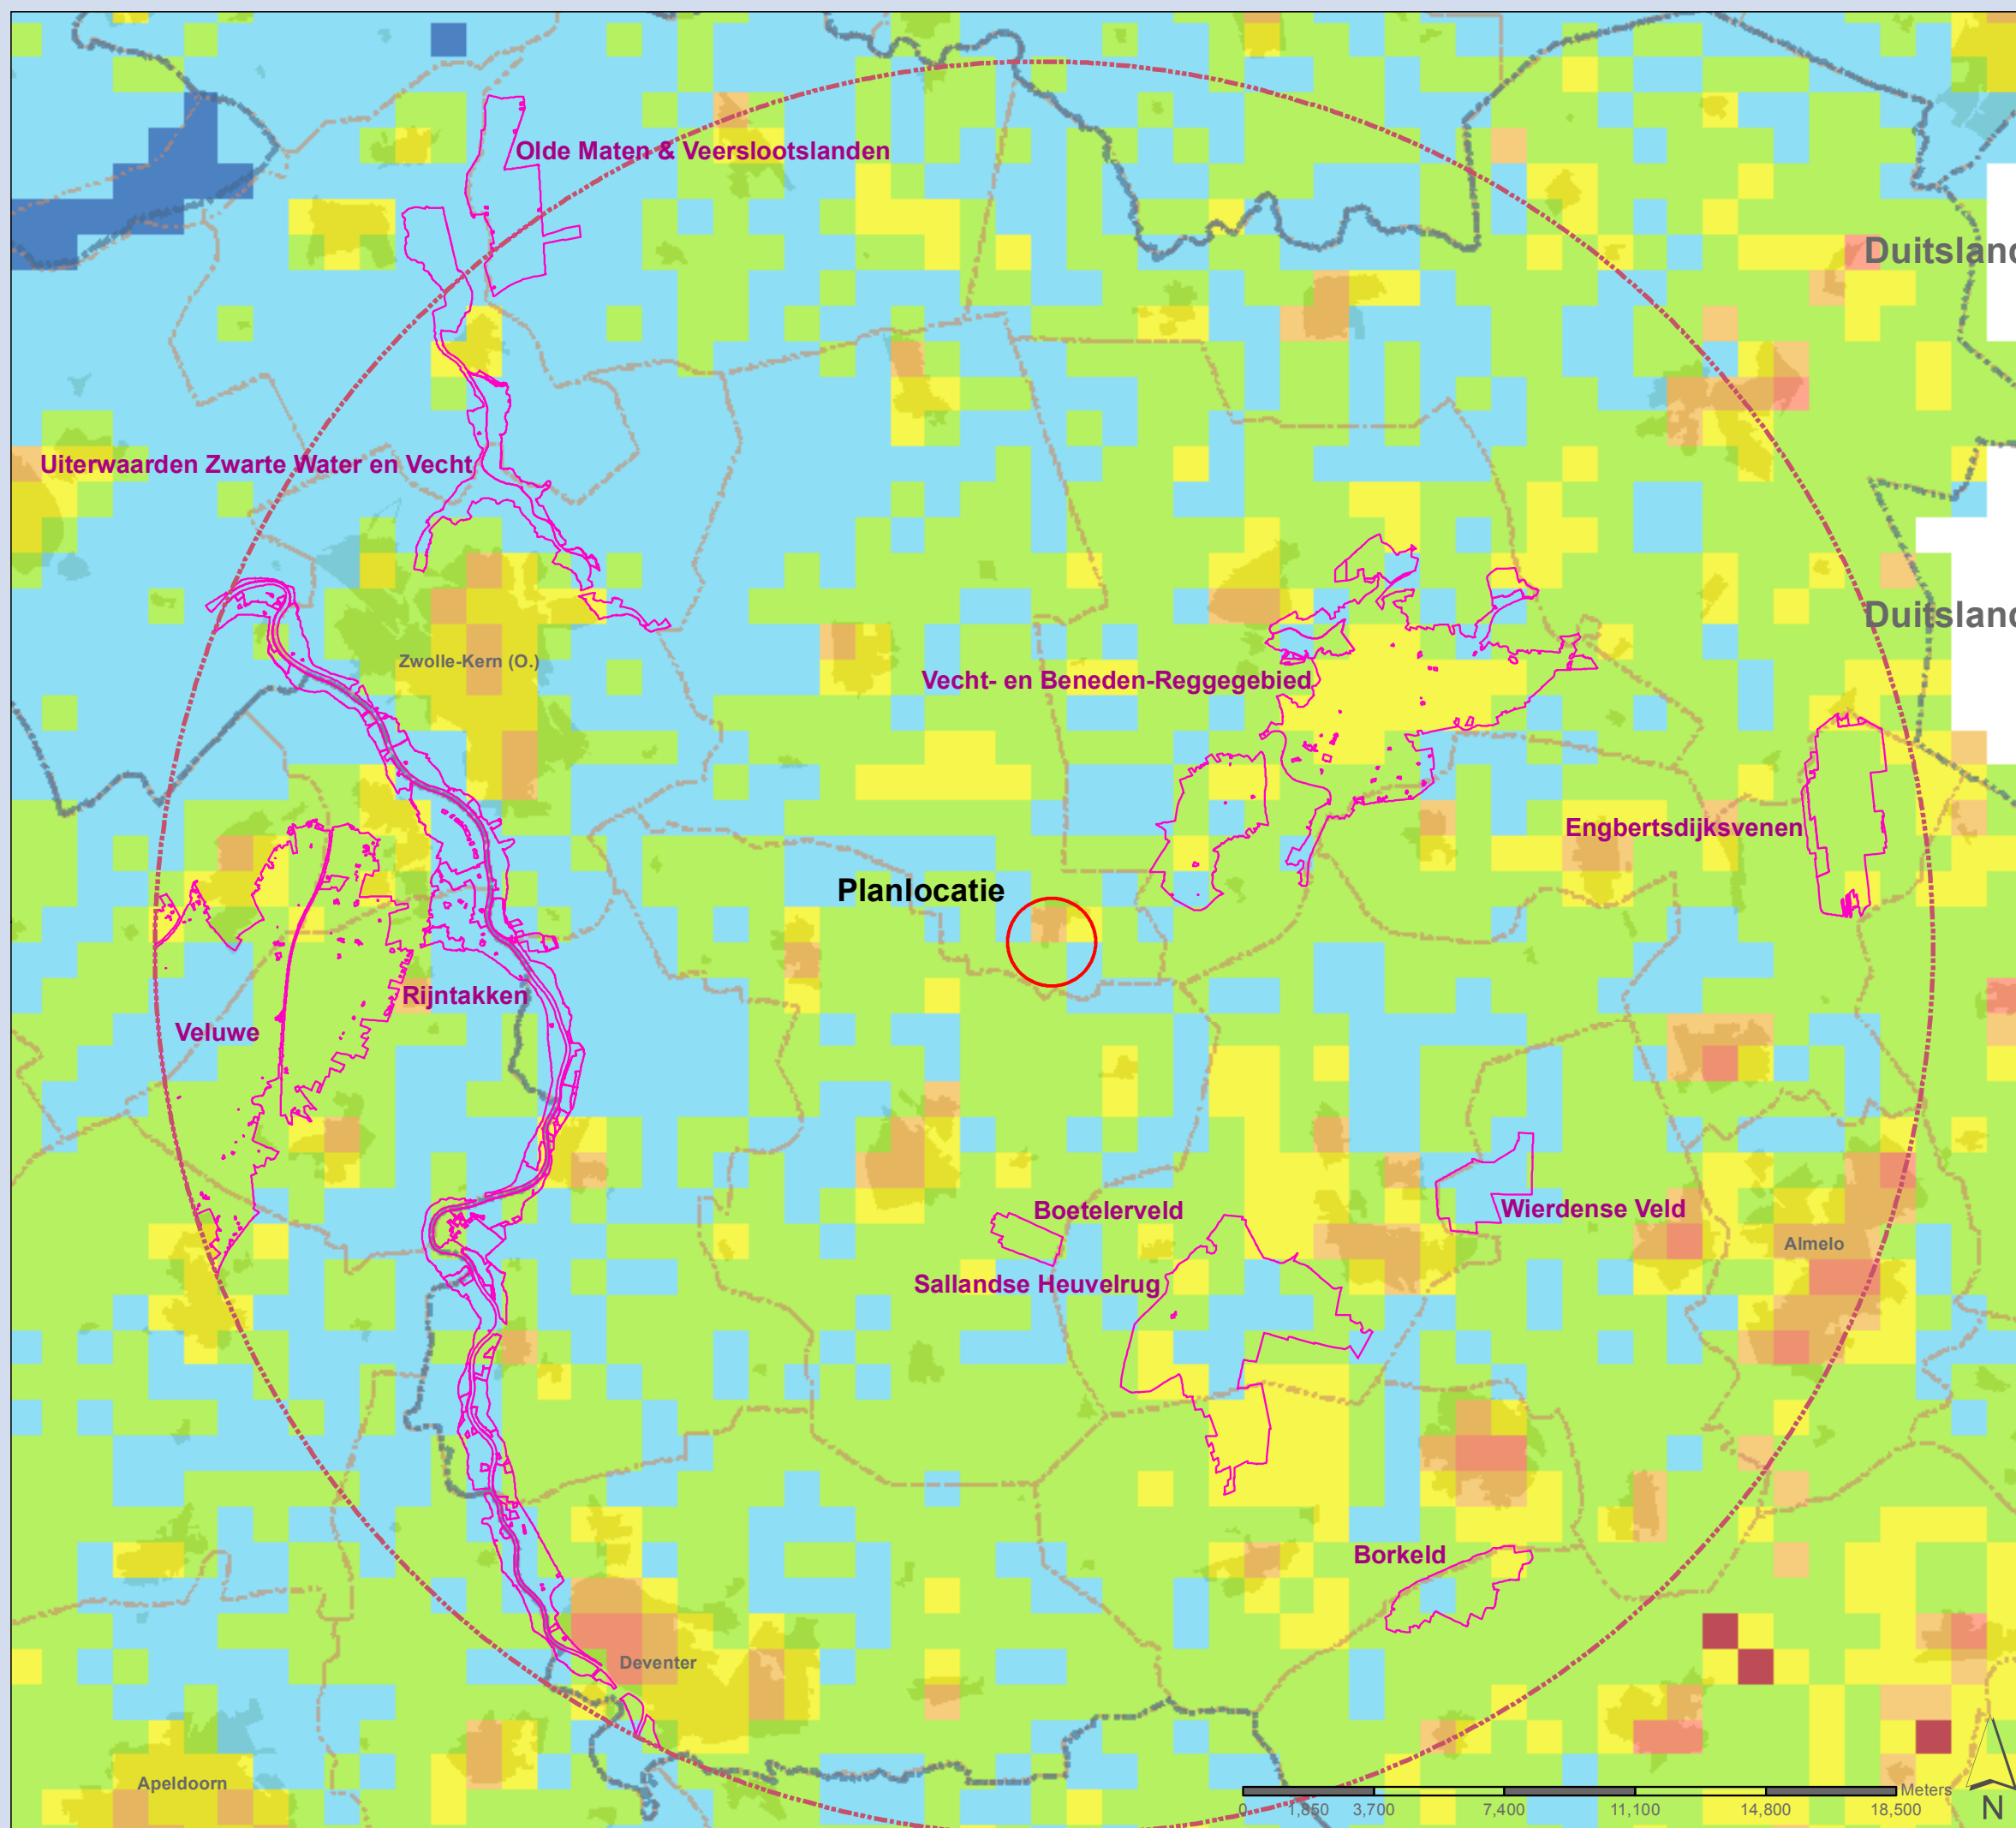 Olde Maten & Veerslootslanden
Duitsland
Uiterwaarden Zwarte Water en Vecht
Duitsland
Zwolle-Kern (O.)
Vecht- en Beneden-Reggegebied
Engbertsdijksvenen
Planlocatie
Rijntakken
Veluwe
Boetelerveld
Wierdense Veld
Almelo
Sallandse Heuvelrug
Borkeld
Deventer
Apeldoorn
Meters
0 1,850 3,700 7,400 11,100 14,800 18,500
N